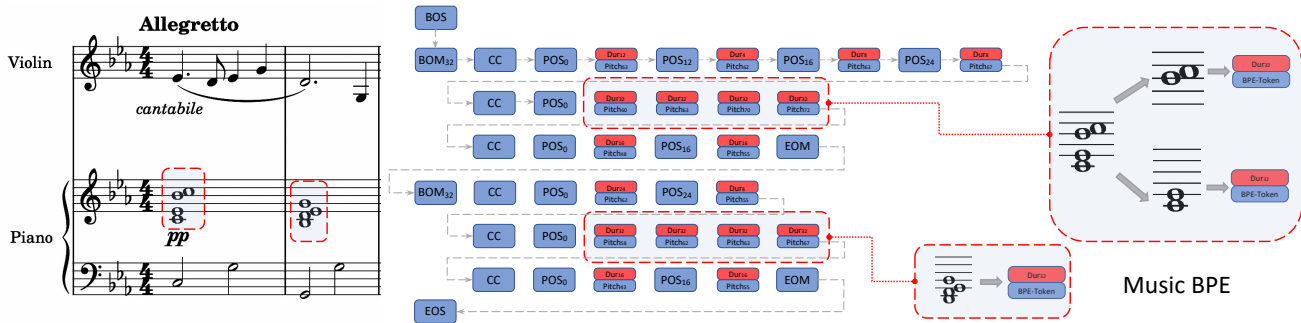 Allegretto
Violin
cantabile
Piano
pp
BOS
BOM32 CC POS0 Dur12 POS12 Dur4 POS16 Dur8 POS24 Dur8
Pitch63 Pitch62 Pitch63 Pitch67
CC POS0 Dur32 Dur32 Dur32 Dur32
Pitch60 Pitch63 Pitch70 Pitch72
CC POS0 Dur16 POS16 Dur16 EOM
Pitch48 Pitch55
BOM32 CC POS0 Dur24 POS24 Dur8
Pitch62 Pitch55
CC POS0 Dur32 Dur32 Dur32 Dur32
Pitch58 Pitch62 Pitch63 Pitch67
CC POS0 Dur16 POS16 Dur16 EOM
Pitch43 Pitch55
EOS
Dur32
BPE-Token
Dur32
BPE-Token
Dur32
BPE-Token
Music BPE